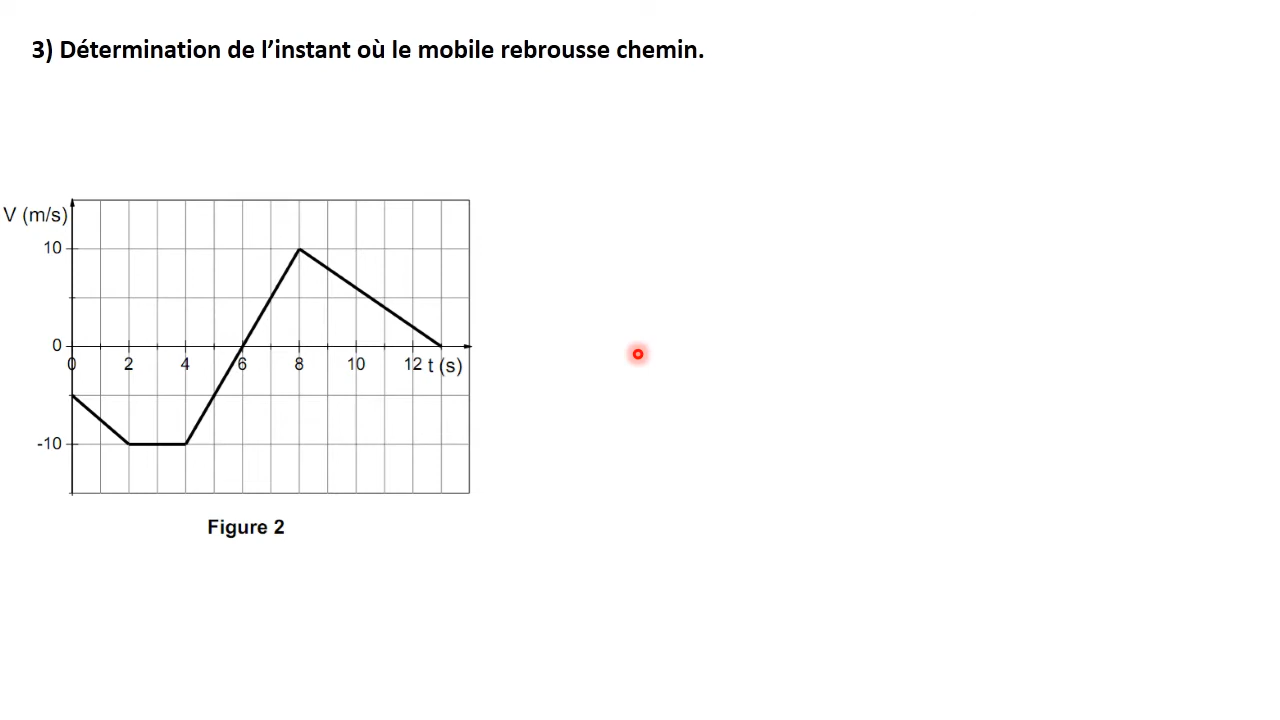 3) Détermination de l’instant où le mobile rebrousse chemin.
V (m/s)
10
0
0 2 4 6 8 10 12 t (s)
-10
Figure 2